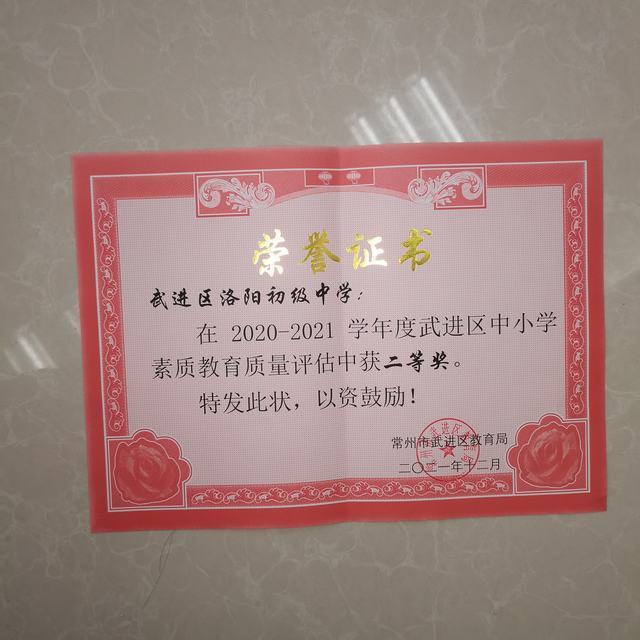 荣誉证书
武进区洛阳初级中学：
在 2020-2021 学年度武进区中小学
素质教育质量评估中获二等奖。
特发此状，以资鼓励！
常州市武进区教育局
二〇二一年十二月